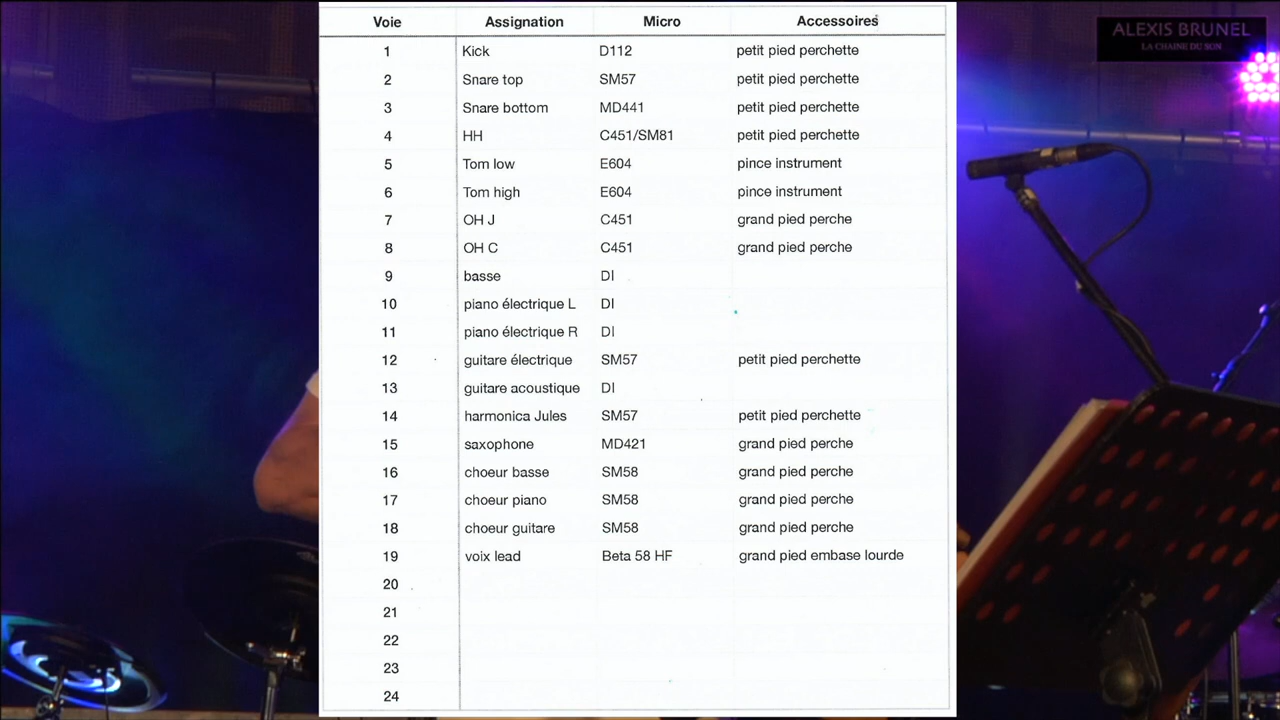 Voie Assignation Micro Accessoires
1 Kick D112 petit pied perchette
2 Snare top SM57 petit pied perchette
3 Snare bottom MD441 petit pied perchette
4 HH C451/SM81 petit pied perchette
5 Tom low E604 pince instrument
6 Tom high E604 pince instrument
7 OH J C451 grand pied perche
8 OH C C451 grand pied perche
9 basse DI
10 piano électrique L DI
11 piano électrique R DI
12 guitare électrique SM57 petit pied perchette
13 guitare acoustique DI
14 harmonica Jules SM57 petit pied perchette
15 saxophone MD421 grand pied perche
16 choeur basse SM58 grand pied perche
17 choeur piano SM58 grand pied perche
18 choeur guitare SM58 grand pied perche
19 voix lead Beta 58 HF grand pied embase lourde
20
21
22
23
24
ALEXIS BRUNEL
LA CHAINE DU SON